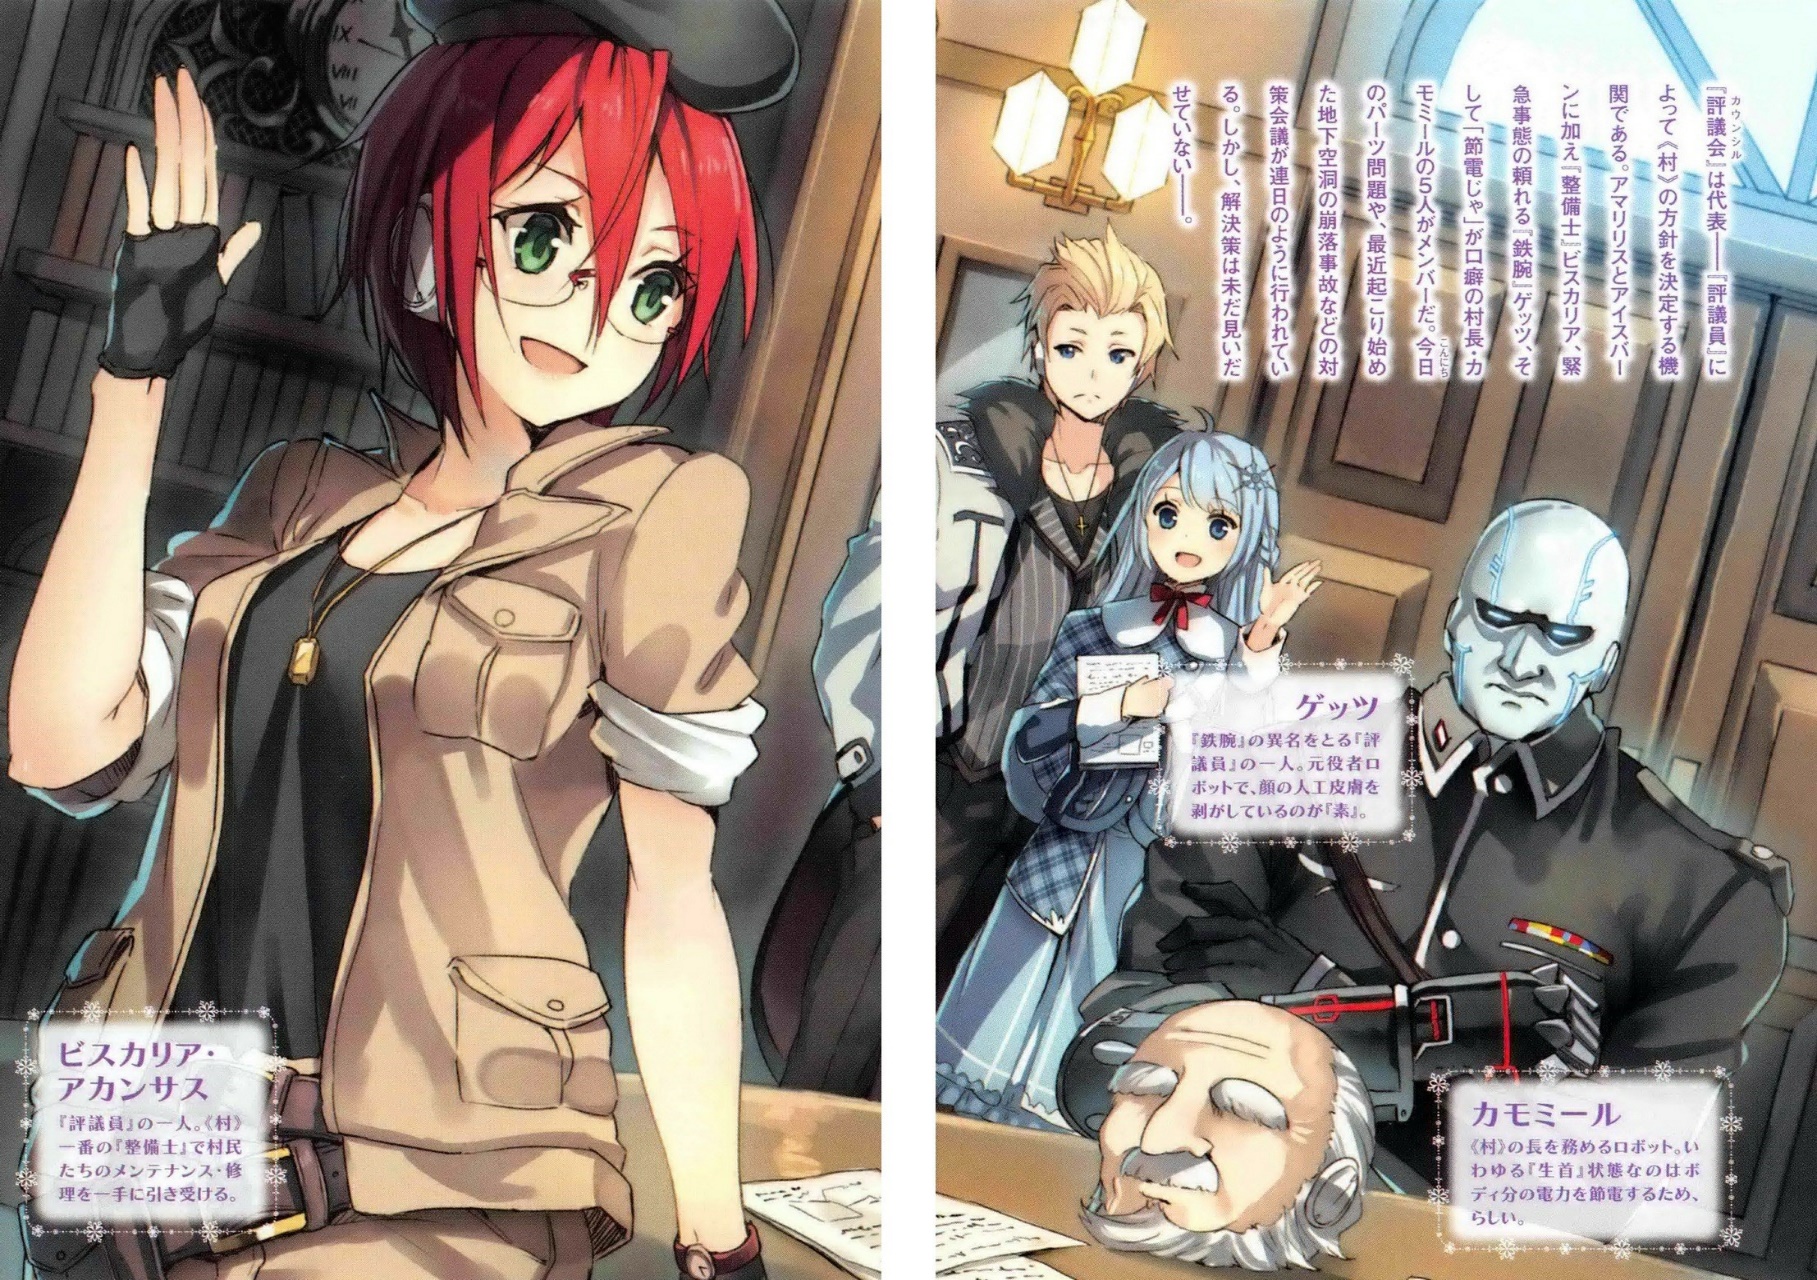 『評議会』は代表――『評議員』に
カウンシル
よって《村》の方針を決定する機
関である。アマリリスとアイスバー
ンに加え『整備士』ビスカリア、緊
急事態の頼れる『鉄腕』ゲッツ、そ
して「節電じゃ」が口癖の村長・カ
モミールの5人がメンバーだ。今日
こんにち
のパーツ問題や、最近起こり始め
た地下空洞の崩落事故などの対
策会議が連日のように行われてい
る。しかし、解決策は未だ見いだ
せていない――。
ゲッツ
『鉄腕』の異名をとる『評
議員』の一人。元役者ロ
ボットで、顔の人工皮膚を
剥がしているのが『素』。
カモミール
《村》の長を務めるロボット。い
わゆる『生首』状態なのはボ
ディ分の電力を節電するため、
らしい。
ビスカリア・
アカンサス
『評議員』の一人。《村》
一番の『整備士』で村民
たちのメンテナンス・修
理を一手に引き受ける。
IX
VIII
VII